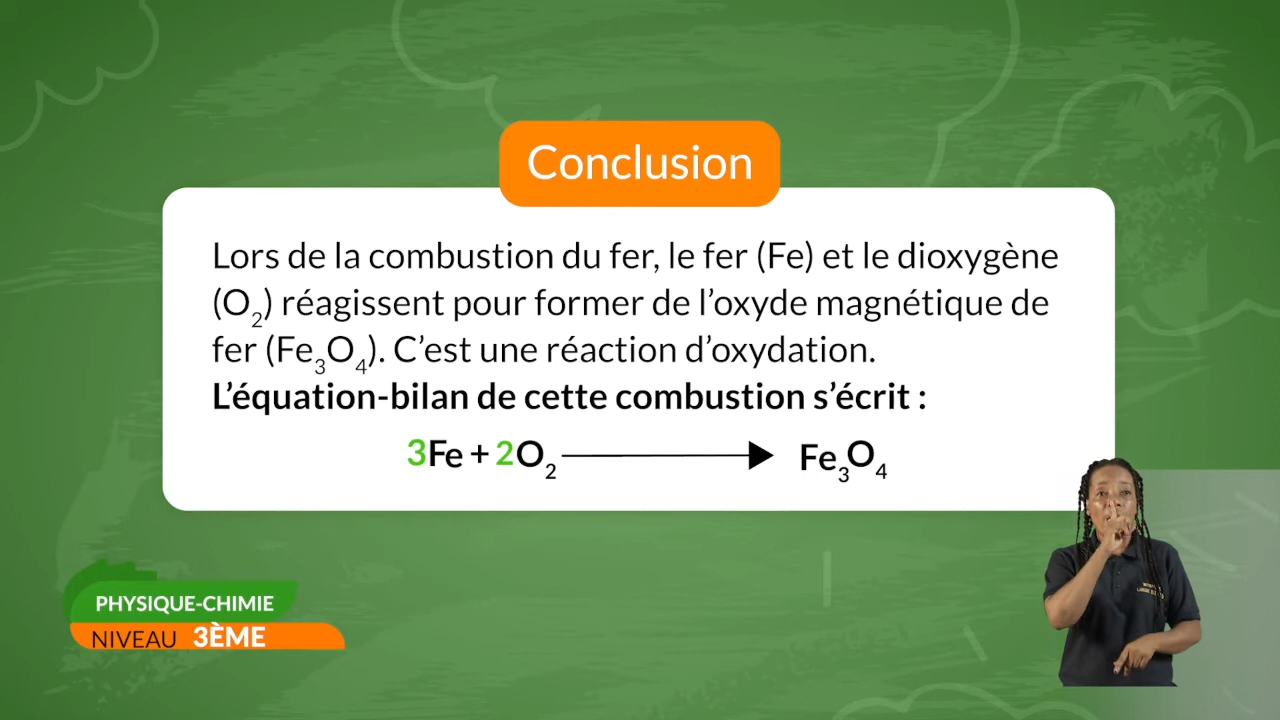 Conclusion
Lors de la combustion du fer, le fer (Fe) et le dioxygène
(O₂) réagissent pour former de l’oxyde magnétique de
fer (Fe₃O₄). C’est une réaction d’oxydation.
L’équation-bilan de cette combustion s’écrit :
3Fe + 2O₂ ⟶ Fe₃O₄
PHYSIQUE-CHIMIE
NIVEAU 3ÈME